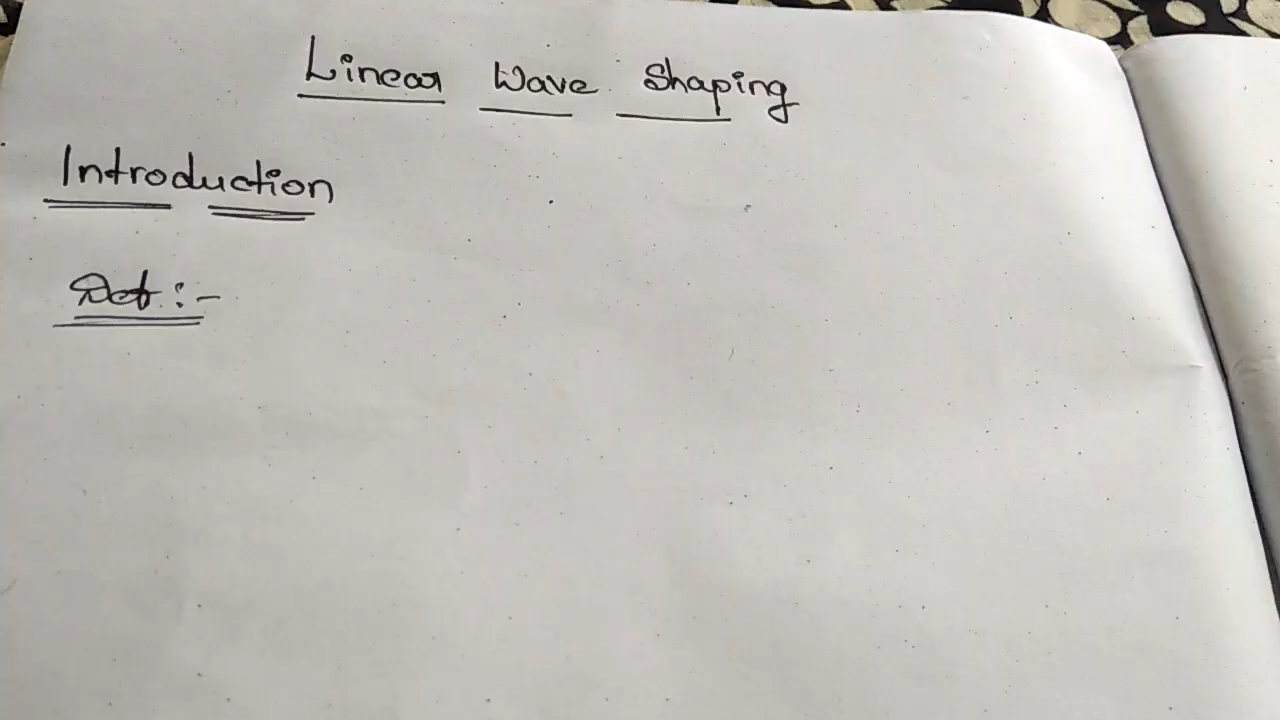 Linear Wave Shaping
Introduction
Def :-